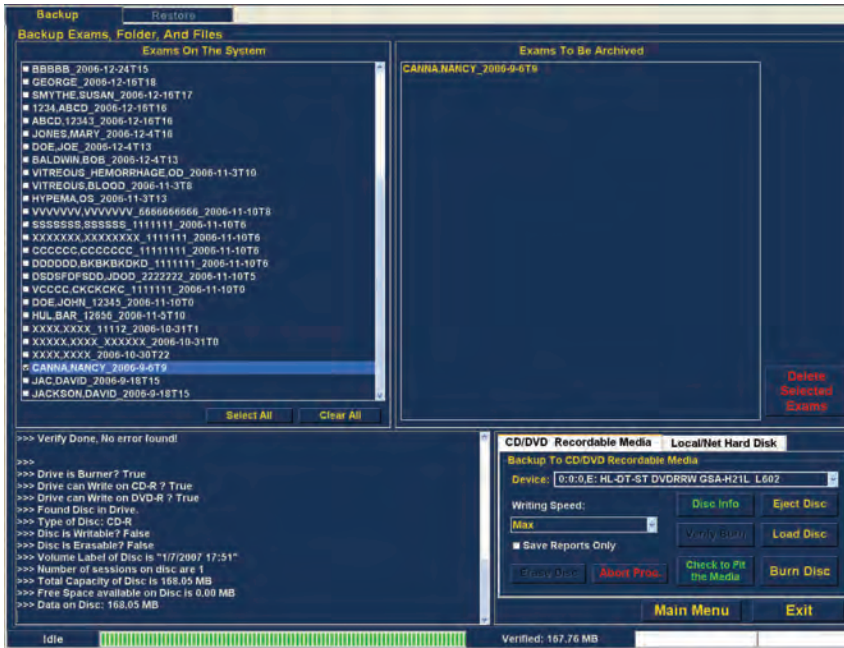 Backup Restore
Backup Exams, Folder, And Files
Exams On The System
BBBBB_2006-12-24T15
GEORGE_2006-12-16T18
SMYTHE,SUSAN_2006-12-16T17
1234,ABCD_2006-12-16T16
ABCD,12343_2006-12-16T16
JONES,MARY_2006-12-4T16
DOE,JOE_2006-12-4T13
BALDWIN,BOB_2006-12-4T13
VITREOUS_HEMORRHAGE,OD_2006-11-3T10
VITREOUS,BLOOD_2006-11-3T8
HYPEMA,OS_2006-11-3T13
VVVVVVV,VVVVVVV_6666666666_2006-11-10T8
SSSSSSS,SSSSSS_1111111_2006-11-10T6
XXXXXXX,XXXXXXXX_1111111_2006-11-10T6
CCCCCC,CCCCCCC_11111111_2006-11-10T6
DDDDDD,BKBKBKDKD_1111111_2006-11-10T6
DSDSFDFSDD,JDOD_2222222_2006-11-10T5
VCCCC,CKCKCKC_1111111_2006-11-10T0
DOE,JOHN_12345_2006-11-10T0
HUL,BAR_12656_2006-11-5T10
XXXX,XXXX_11112_2006-10-31T1
XXXXX,XXXX_XXXXXX_2006-10-31T0
XXXX,XXXX_2006-10-30T22
CANNA,NANCY_2006-9-6T9
JAC,DAVID_2006-9-18T15
JACKSON,DAVID_2006-9-18T15
Select All Clear All
Exams To Be Archived
CANNA,NANCY_2006-9-6T9
Delete
Selected
Exams
>>> Verify Done, No error found!
>>>
>>> Drive is Burner? True
>>> Drive can Write on CD-R ? True
>>> Drive can Write on DVD-R ? True
>>> Found Disc in Drive.
>>> Type of Disc: CD-R
>>> Disc is Writable? False
>>> Disc is Erasable? False
>>> Volume Label of Disc is "1/7/2007 17:51"
>>> Number of sessions on disc are 1
>>> Total Capacity of Disc is 168.05 MB
>>> Free Space available on Disc is 0.00 MB
>>> Data on Disc: 168.05 MB
CD/DVD Recordable Media Local/Net Hard Disk
Backup To CD/DVD Recordable Media
Device: 0:0:0,E: HL-DT-ST DVDRRW GSA-H21L L602
Writing Speed: Disc Info Eject Disc
Max Verify Burn Load Disc
Save Reports Only
Erase Disc Abort Proc. Check to Fit the Media Burn Disc
Main Menu Exit
Idle Verified: 167.76 MB